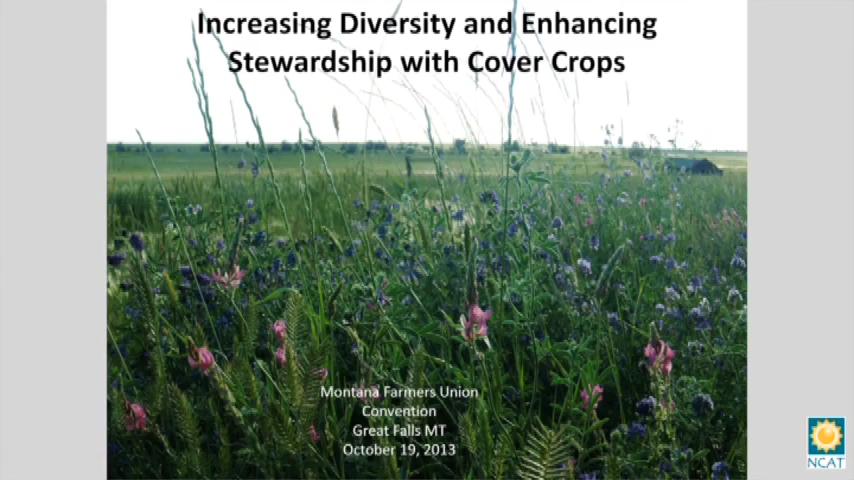 Increasing Diversity and Enhancing
Stewardship with Cover Crops
Montana Farmers Union
Convention
Great Falls MT
October 19, 2013
NCAT